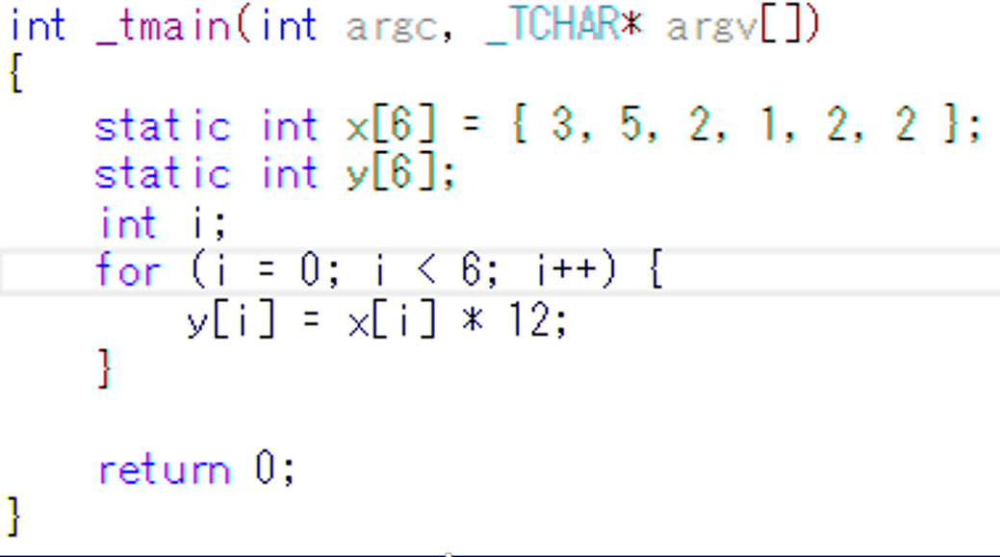 int _tmain(int argc, _TCHAR* argv[])
{
    static int x[6] = { 3, 5, 2, 1, 2, 2 };
    static int y[6];
    int i;
    for (i = 0; i < 6; i++) {
        y[i] = x[i] * 12;
    }

    return 0;
}